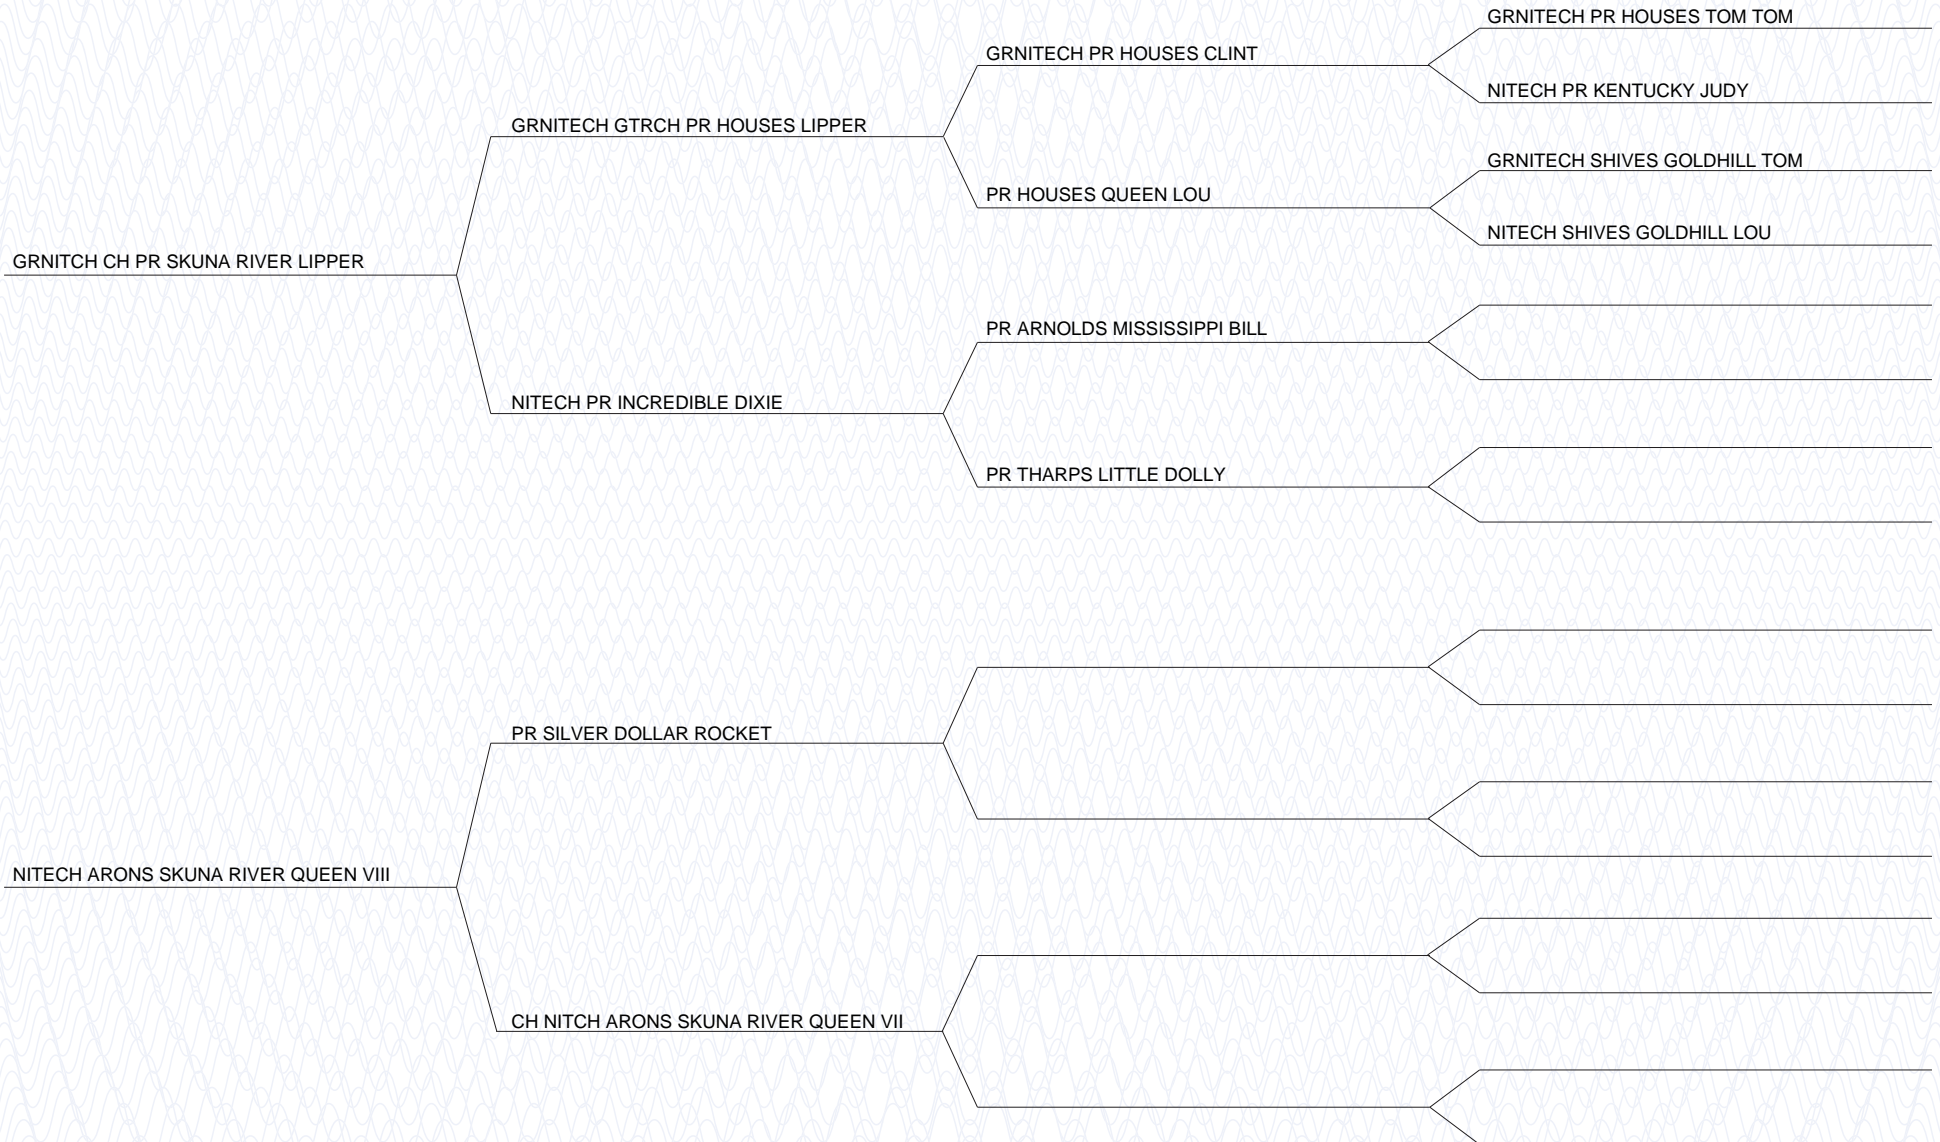 GRNITECH PR HOUSES TOM TOM
GRNITECH PR HOUSES CLINT
NITECH PR KENTUCKY JUDY
GRNITECH GTRCH PR HOUSES LIPPER
GRNITECH SHIVES GOLDHILL TOM
PR HOUSES QUEEN LOU
NITECH SHIVES GOLDHILL LOU
GRNITCH CH PR SKUNA RIVER LIPPER
PR ARNOLDS MISSISSIPPI BILL
NITECH PR INCREDIBLE DIXIE
PR THARPS LITTLE DOLLY
PR SILVER DOLLAR ROCKET
NITECH ARONS SKUNA RIVER QUEEN VIII
CH NITCH ARONS SKUNA RIVER QUEEN VII